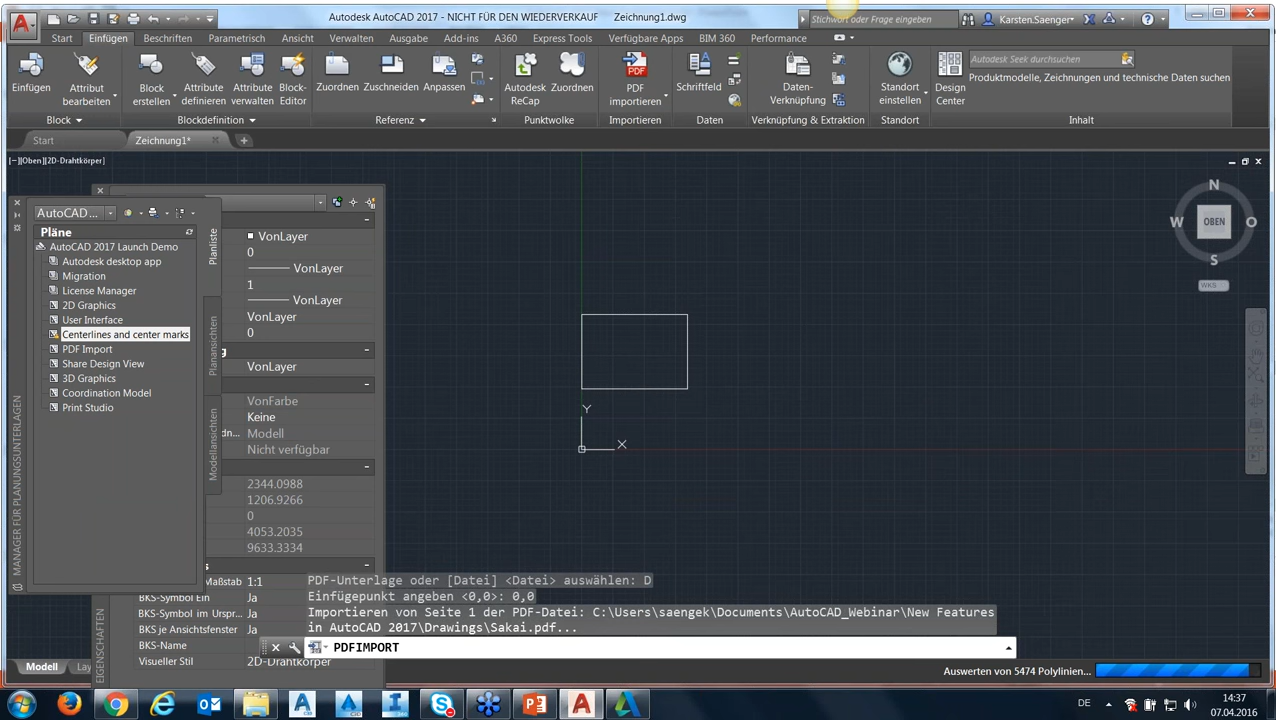 Autodesk AutoCAD 2017 - NICHT FÜR DEN WEITERVERKAUF Zeichnung1.dwg
Stichwort oder Frage eingeben
Karsten.Saenger
Start Einfügen Beschriften Parametrisch Ansicht Verwalten Ausgabe Add-ins A360 Express Tools Verfügbare Apps BIM 360 Performance
Einfügen
Attribut bearbeiten
Block erstellen
Attribute definieren
Attribute verwalten
Block-Editor
Zuordnen
Zuschneiden
Anpassen
Autodesk ReCap
Zuordnen
PDF importieren
Schriftfeld
Daten-Verknüpfung
Standort einstellen
Design Center
Autodesk Seek durchsuchen
Produktmodelle, Zeichnungen und technische Daten suchen
Block Blockdefinition Referenz Punktwolke Importieren Daten Verknüpfung & Extraktion Standort Inhalt
Start Zeichnung1*
[−][Oben][2D-Drahtkörper]
AutoCAD ...
Pläne
AutoCAD 2017 Launch Demo
Autodesk desktop app
Migration
License Manager
2D Graphics
User Interface
Centerlines and center marks
PDF Import
Share Design View
3D Graphics
Coordination Model
Print Studio
Planliste
Planansichten
Modellansichten
MANAGER FÜR PLANUNGSUNTERLAGEN
VonLayer
0
VonLayer
1
VonLayer
VonLayer
0
g
VonLayer
VonFarbe
Keine
dn... Modell
Nicht verfügbar
2344.0988
1206.9266
0
4053.2035
9633.3334
s
Maßstab 1:1
BKS-Symbol Ein Ja
BKS-Symbol im Urspr... Ja
BKS je Ansichtsfenster Ja
BKS-Name
Visueller Stil 2D-Drahtkörper
EIGENSCHAFTEN
N
W OBEN O
S
WKS
Y
X
PDF-Unterlage oder [Datei] <Datei> auswählen: D
Einfügepunkt angeben <0,0>: 0,0
Importieren von Seite 1 der PDF-Datei: C:\Users\saengek\Documents\AutoCAD_Webinar\New Features
in AutoCAD 2017\Drawings\Sakai.pdf...
PDFIMPORT
Modell Lay
Auswerten von 5474 Polylinien...
DE
14:37
07.04.2016